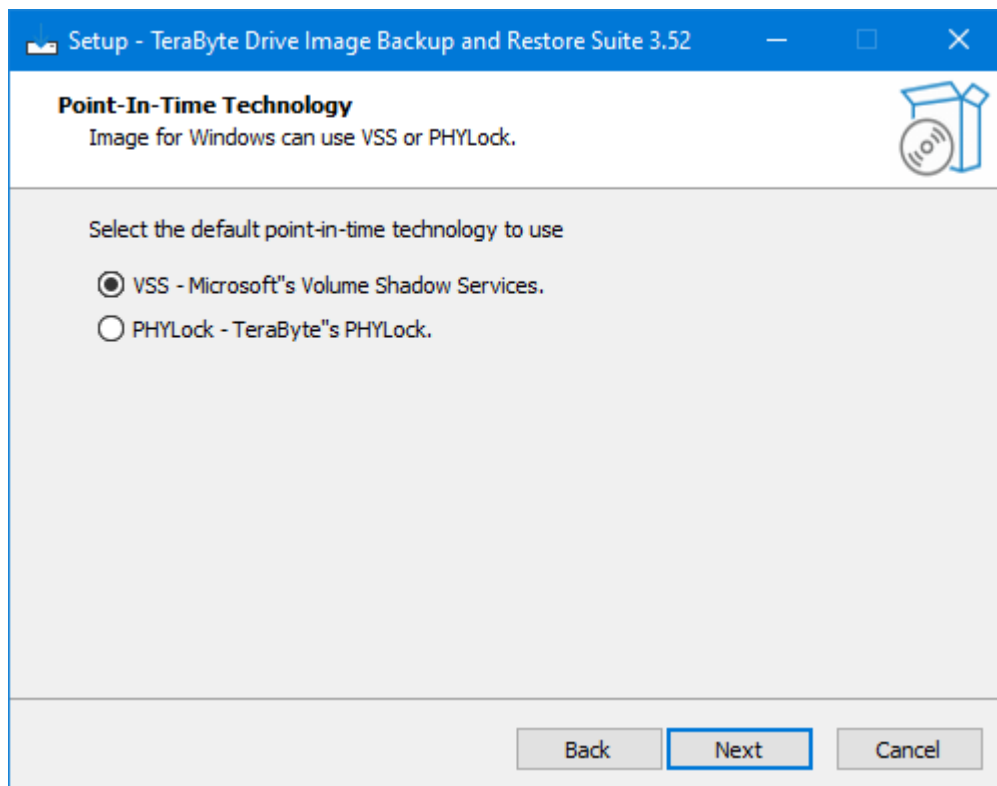 Setup - TeraByte Drive Image Backup and Restore Suite 3.52
Point-In-Time Technology
Image for Windows can use VSS or PHYLock.
Select the default point-in-time technology to use
VSS - Microsoft"s Volume Shadow Services.
PHYLock - TeraByte"s PHYLock.
Back Next Cancel